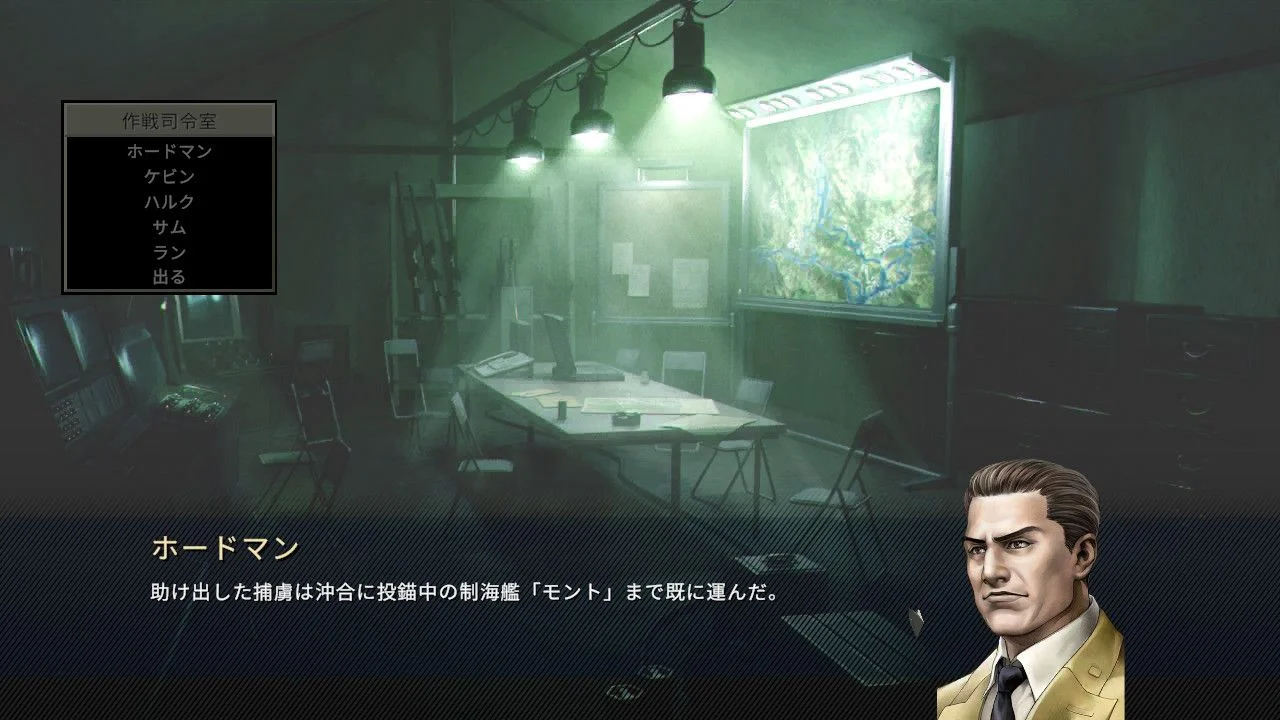 作戦司令室
ホードマン
ケビン
ハルク
サム
ラン
出る
ホードマン
助け出した捕虜は沖合に投錨中の制海艦「モント」まで既に運んだ。